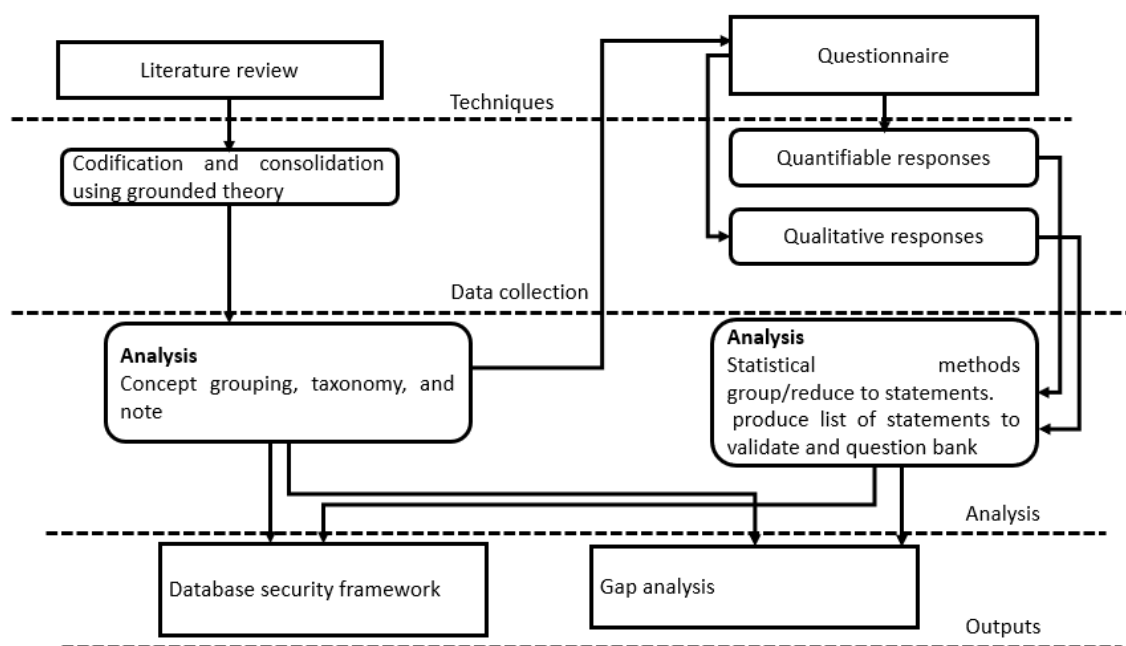 Literature review
Questionnaire
Techniques
Codification and consolidation
using grounded theory
Quantifiable responses
Qualitative responses
Data collection
Analysis
Concept grouping, taxonomy, and
note
Analysis
Statistical methods
group/reduce to statements.
produce list of statements to
validate and question bank
Analysis
Database security framework
Gap analysis
Outputs